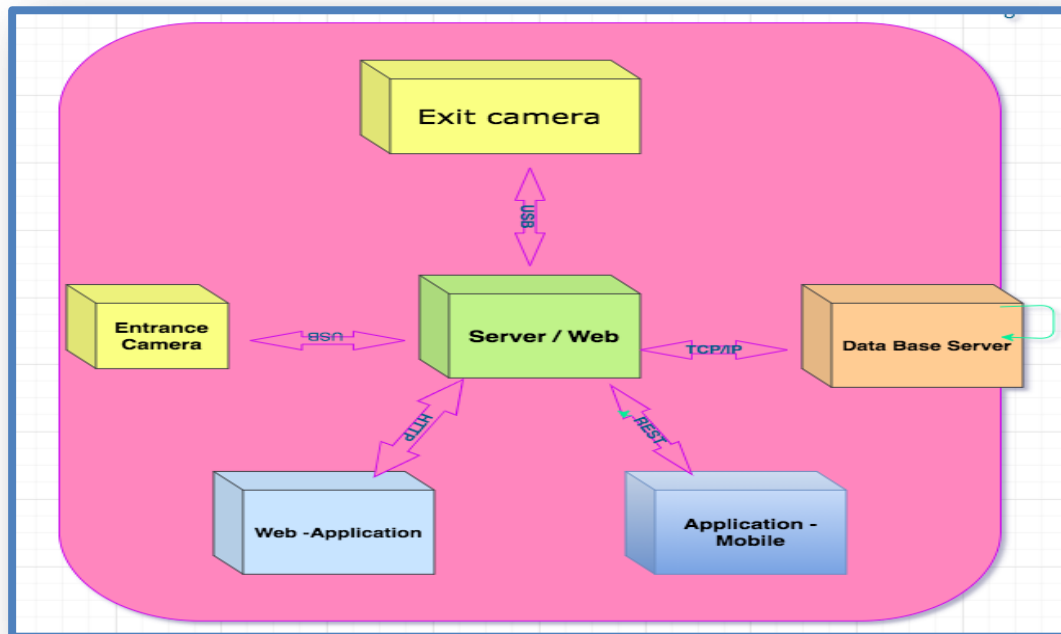 Exit camera
USB
Entrance
Camera
USB
Server / Web
TCP/IP
Data Base Server
HTTP
REST
Web -Application
Application -
Mobile